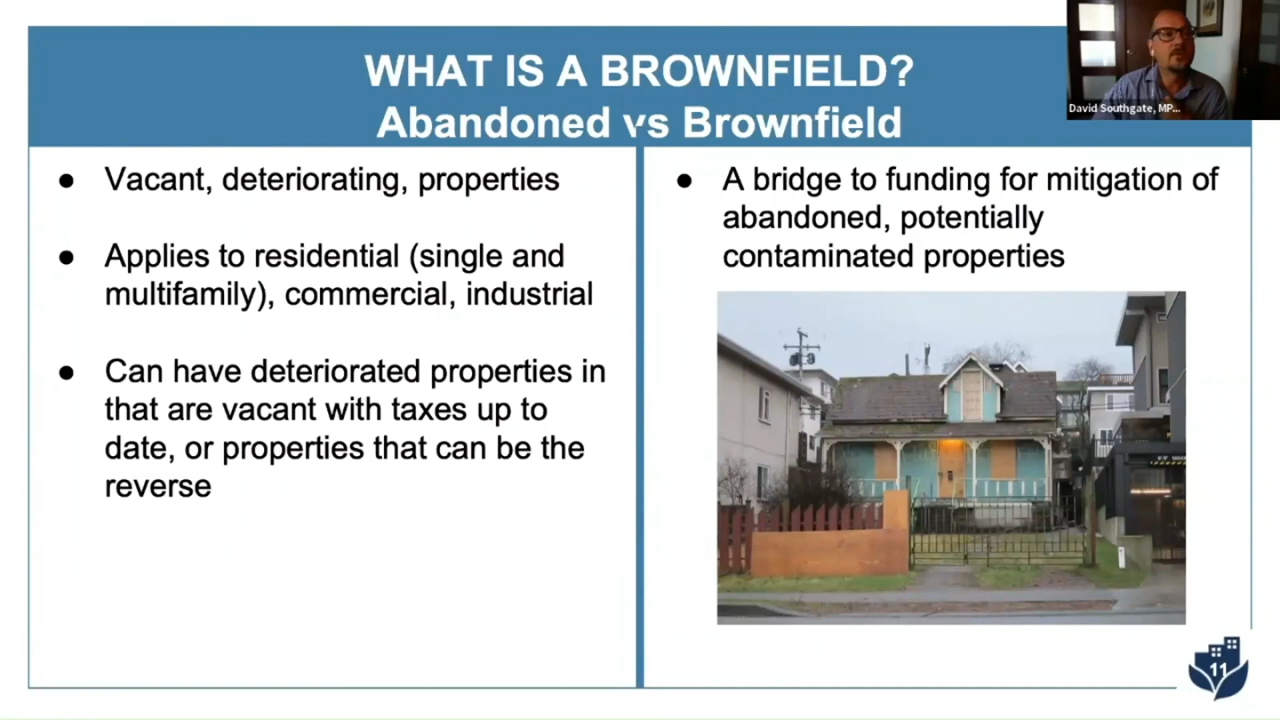 WHAT IS A BROWNFIELD?
Abandoned vs Brownfield
David Southgate, MP...
● Vacant, deteriorating, properties
● Applies to residential (single and
multifamily), commercial, industrial
● Can have deteriorated properties in
that are vacant with taxes up to
date, or properties that can be the
reverse
● A bridge to funding for mitigation of
abandoned, potentially
contaminated properties
11